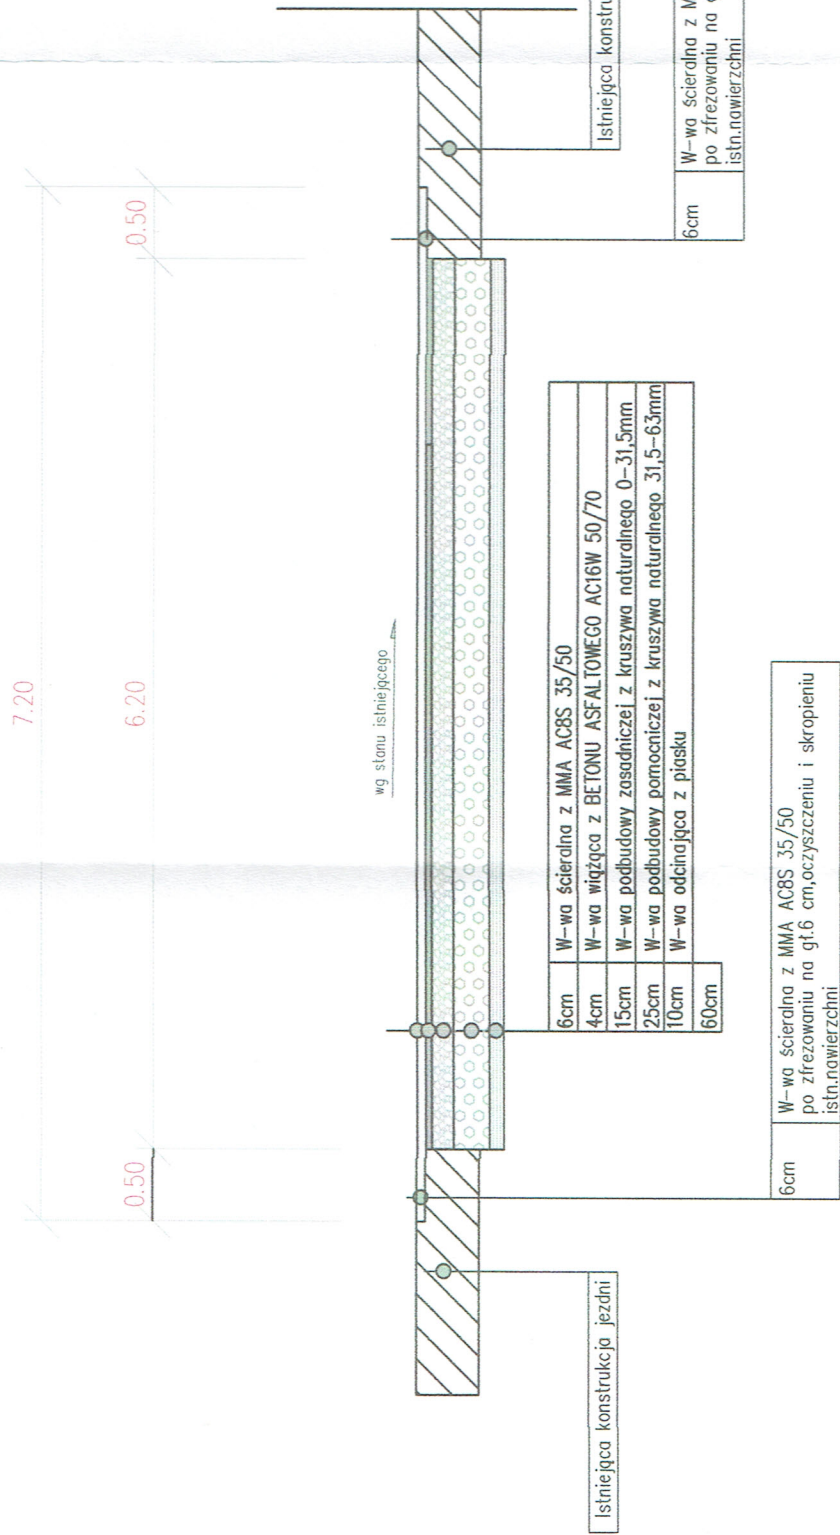 7.20
0.50
6.20
0.50
wg stanu istniejącego
6cm W-wa ścieralna z MMA AC8S 35/50
4cm W-wa wiążąca z BETONU ASFALTOWEGO AC16W 50/70
15cm W-wa podbudowy zasadniczej z kruszywa naturalnego 0-31,5mm
25cm W-wa podbudowy pomocniczej z kruszywa naturalnego 31,5-63mm
10cm W-wa odcinająca z piasku
60cm
Istniejąca konstrukcja jezdni
6cm W-wa ścieralna z MMA AC8S 35/50
po zfrezowaniu na gł.6 cm,oczyszczeniu i skropieniu
istn.nawierzchni
Istniejąca konstru
6cm W-wa ścieralna z M
po zfrezowaniu na
istn.nawierzchni